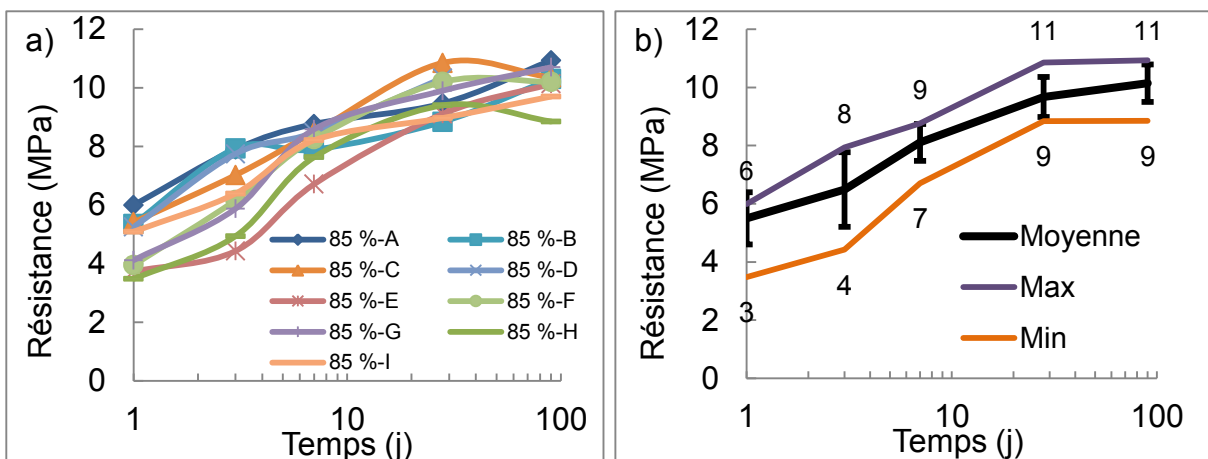 a)
Résistance (MPa)
12
10
8
6
4
2
0
1
10
100
Temps (j)
85 %-A
85 %-B
85 %-C
85 %-D
85 %-E
85 %-F
85 %-G
85 %-H
85 %-I
b)
Résistance (MPa)
12
10
8
6
4
2
0
1
10
100
Temps (j)
6
8
9
11
11
3
4
7
9
9
Moyenne
Max
Min